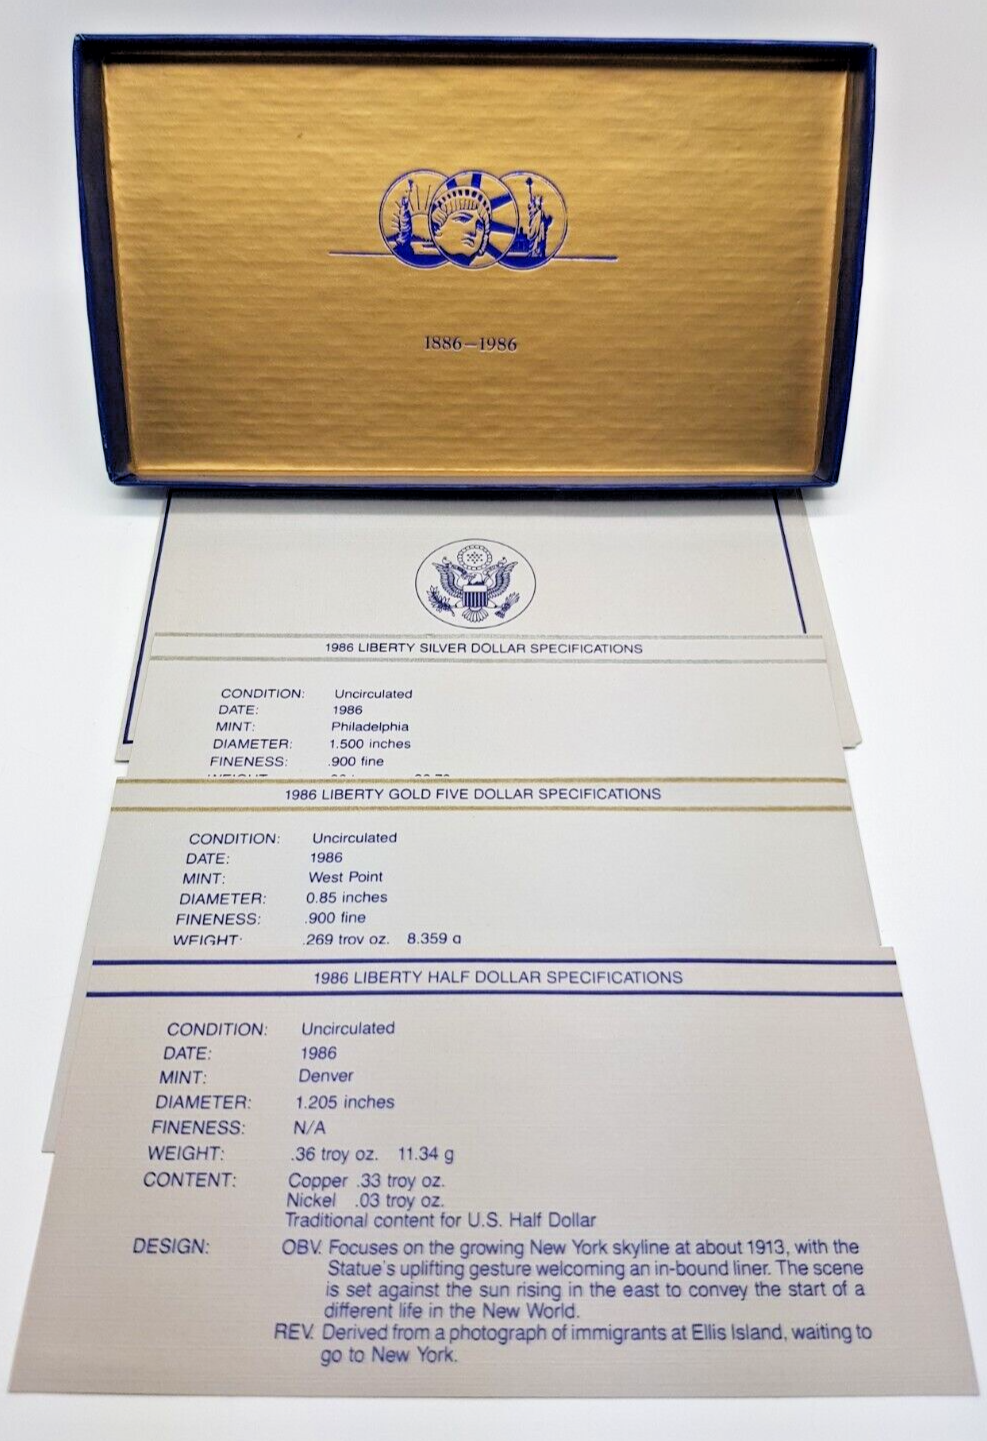 1886–1986
1986 LIBERTY SILVER DOLLAR SPECIFICATIONS
CONDITION: Uncirculated
DATE: 1986
MINT: Philadelphia
DIAMETER: 1.500 inches
FINENESS: .900 fine
1986 LIBERTY GOLD FIVE DOLLAR SPECIFICATIONS
CONDITION: Uncirculated
DATE: 1986
MINT: West Point
DIAMETER: 0.85 inches
FINENESS: .900 fine
WEIGHT: .269 troy oz. 8.359 g
1986 LIBERTY HALF DOLLAR SPECIFICATIONS
CONDITION: Uncirculated
DATE: 1986
MINT: Denver
DIAMETER: 1.205 inches
FINENESS: N/A
WEIGHT: .36 troy oz. 11.34 g
CONTENT: Copper .33 troy oz.
Nickel .03 troy oz.
Traditional content for U.S. Half Dollar
DESIGN: OBV. Focuses on the growing New York skyline at about 1913, with the
Statue's uplifting gesture welcoming an in-bound liner. The scene
is set against the sun rising in the east to convey the start of a
different life in the New World.
REV. Derived from a photograph of immigrants at Ellis Island, waiting to
go to New York.